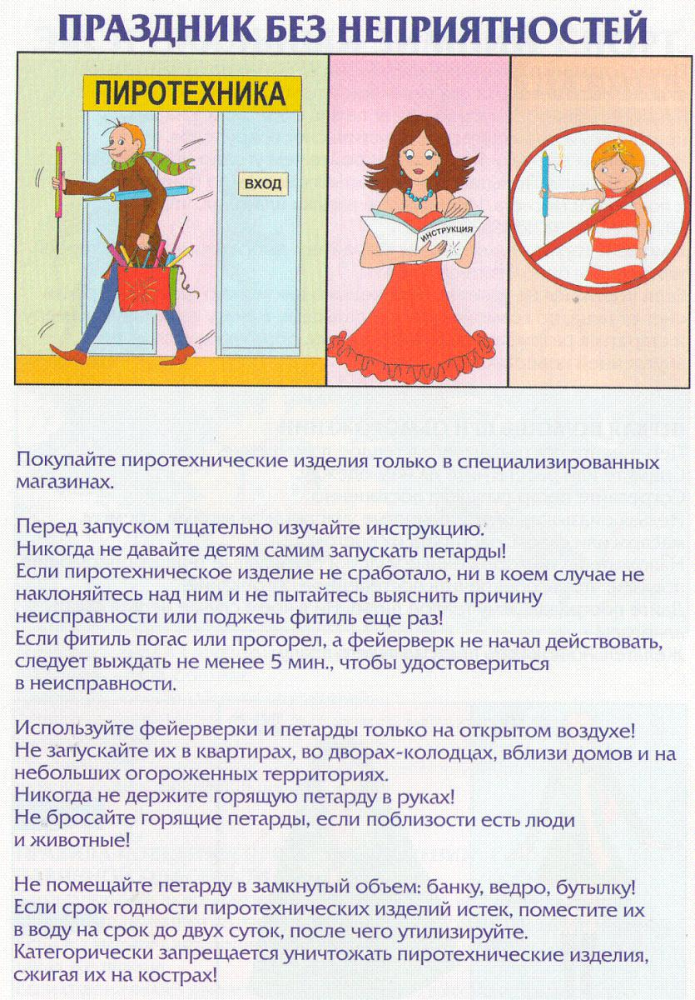 ПРАЗДНИК БЕЗ НЕПРИЯТНОСТЕЙ
ПИРОТЕХНИКА
ВХОД
ИНСТРУКЦИЯ
Покупайте пиротехнические изделия только в специализированных
магазинах.
Перед запуском тщательно изучайте инструкцию.
Никогда не давайте детям самим запускать петарды!
Если пиротехническое изделие не сработало, ни в коем случае не
наклоняйтесь над ним и не пытайтесь выяснить причину
неисправности или поджечь фитиль еще раз!
Если фитиль погас или прогорел, а фейерверк не начал действовать,
следует выждать не менее 5 мин., чтобы удостовериться
в неисправности.
Используйте фейерверки и петарды только на открытом воздухе!
Не запускайте их в квартирах, во дворах-колодцах, вблизи домов и на
небольших огороженных территориях.
Никогда не держите горящую петарду в руках!
Не бросайте горящие петарды, если поблизости есть люди
и животные!
Не помещайте петарду в замкнутый объем: банку, ведро, бутылку!
Если срок годности пиротехнических изделий истек, поместите их
в воду на срок до двух суток, после чего утилизируйте.
Категорически запрещается уничтожать пиротехнические изделия,
сжигая их на кострах!